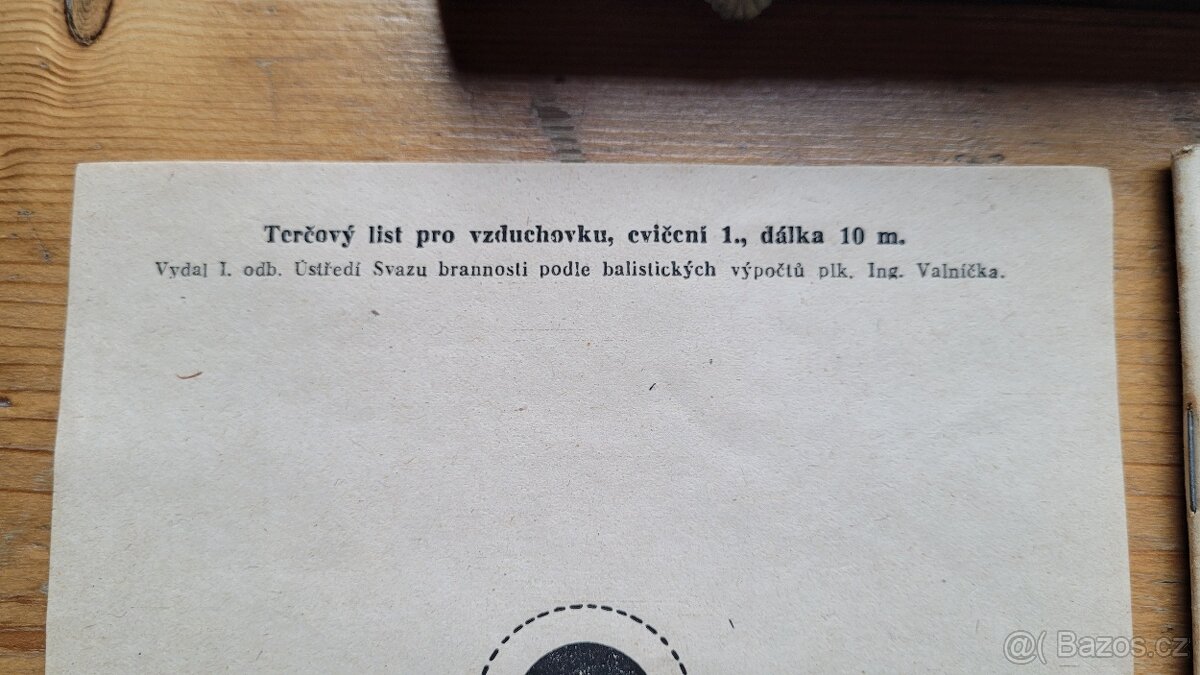 Terčový list pro vzduchovku, cvičení 1., dálka 10 m.
Vydal I. odb. Ústředí Svazu brannosti podle balistických výpočtů plk. Ing. Valníčka.
@( Bazos.cz